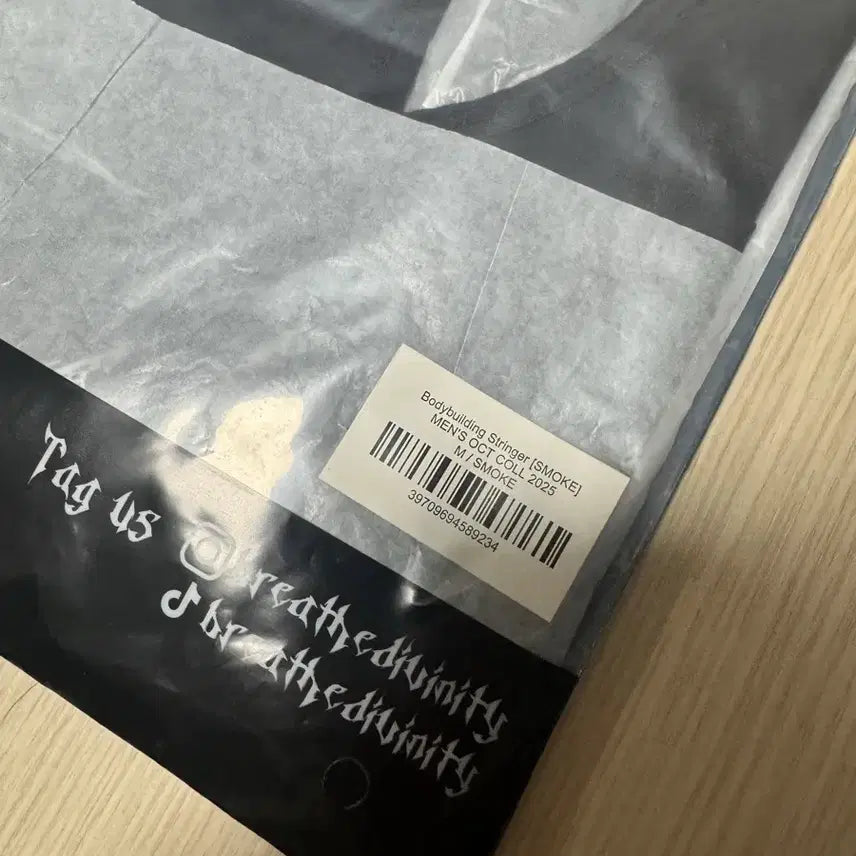 Bodybuilding Stringer [SMOKE]
MEN'S OCT COLL 2025
M / SMOKE
39709694589234
Tag us
breathedivinity
breathedivinity